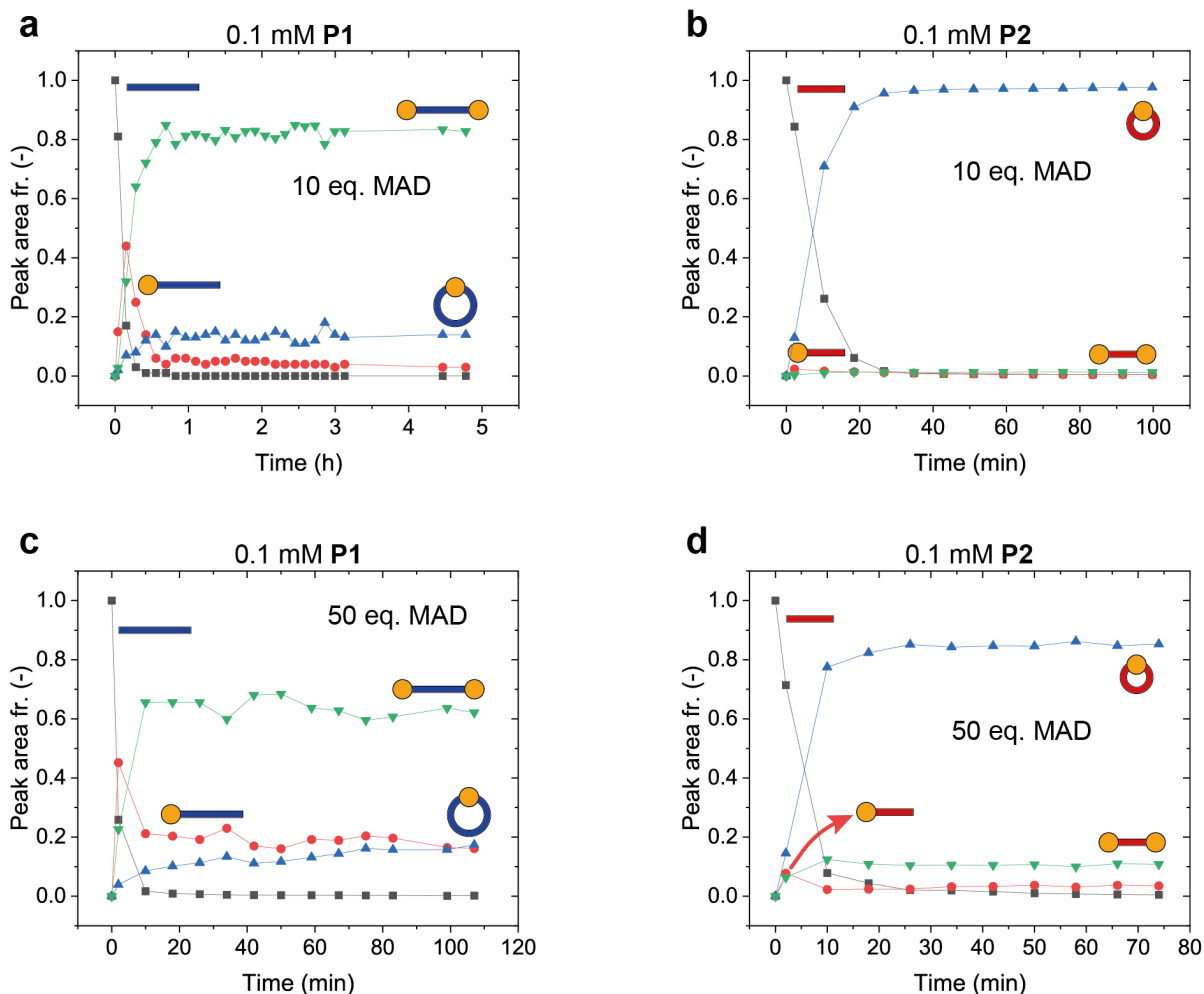 a
0.1 mM P1
Peak area fr. (-)
1.0
0.8
0.6
0.4
0.2
0.0
10 eq. MAD
0 1 2 3 4 5
Time (h)
b
0.1 mM P2
Peak area fr. (-)
1.0
0.8
0.6
0.4
0.2
0.0
10 eq. MAD
0 20 40 60 80 100
Time (min)
c
0.1 mM P1
Peak area fr. (-)
1.0
0.8
0.6
0.4
0.2
0.0
50 eq. MAD
0 20 40 60 80 100 120
Time (min)
d
0.1 mM P2
Peak area fr. (-)
1.0
0.8
0.6
0.4
0.2
0.0
50 eq. MAD
0 10 20 30 40 50 60 70 80
Time (min)